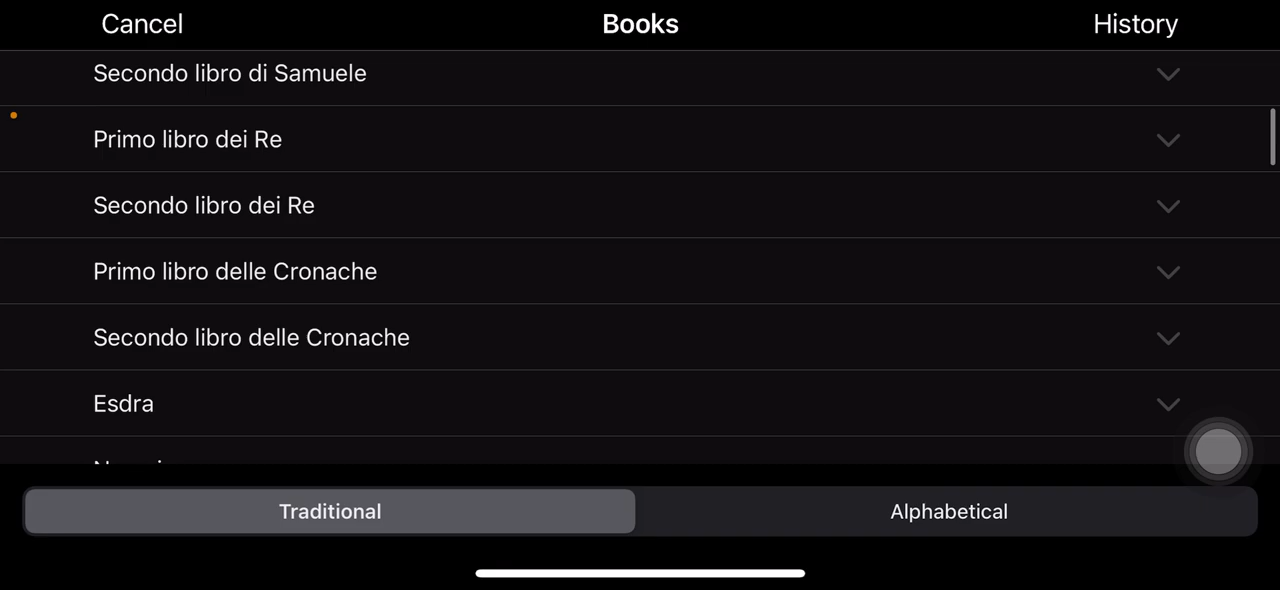 Cancel Books History
Secondo libro di Samuele
Primo libro dei Re
Secondo libro dei Re
Primo libro delle Cronache
Secondo libro delle Cronache
Esdra
Traditional Alphabetical